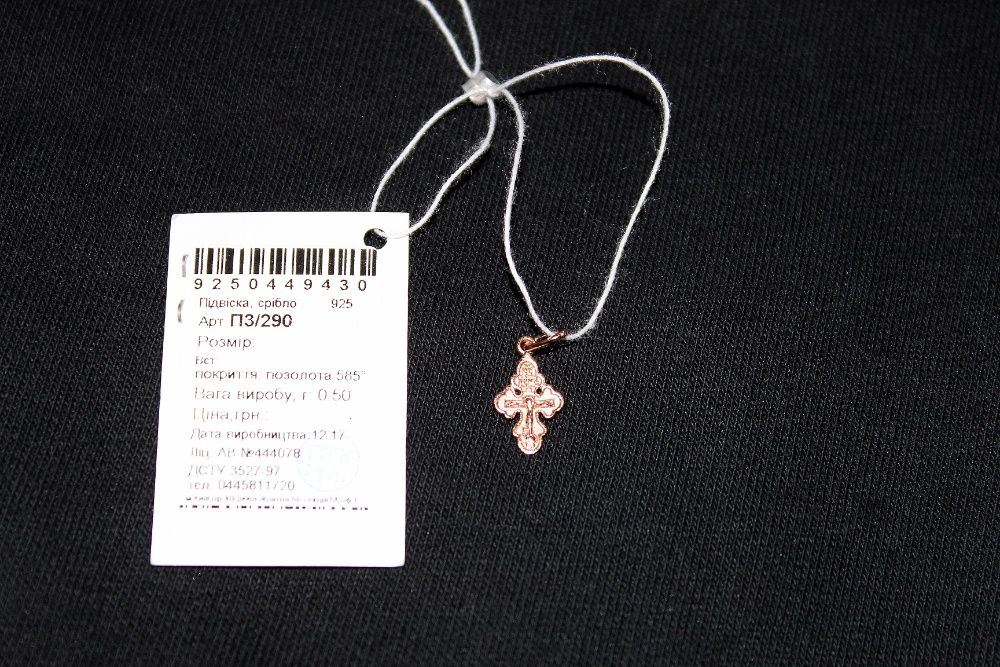 9250449430
Підвіска, срібло 925
Арт П3/290
Розмір:
Вст:
покриття: позолота 585°
Вага виробу, г: 0.50
Ціна,грн.:
Дата виробництва:12.17
Ліц. АВ №444078
ДСТУ 3527-97
тел: 0445811720